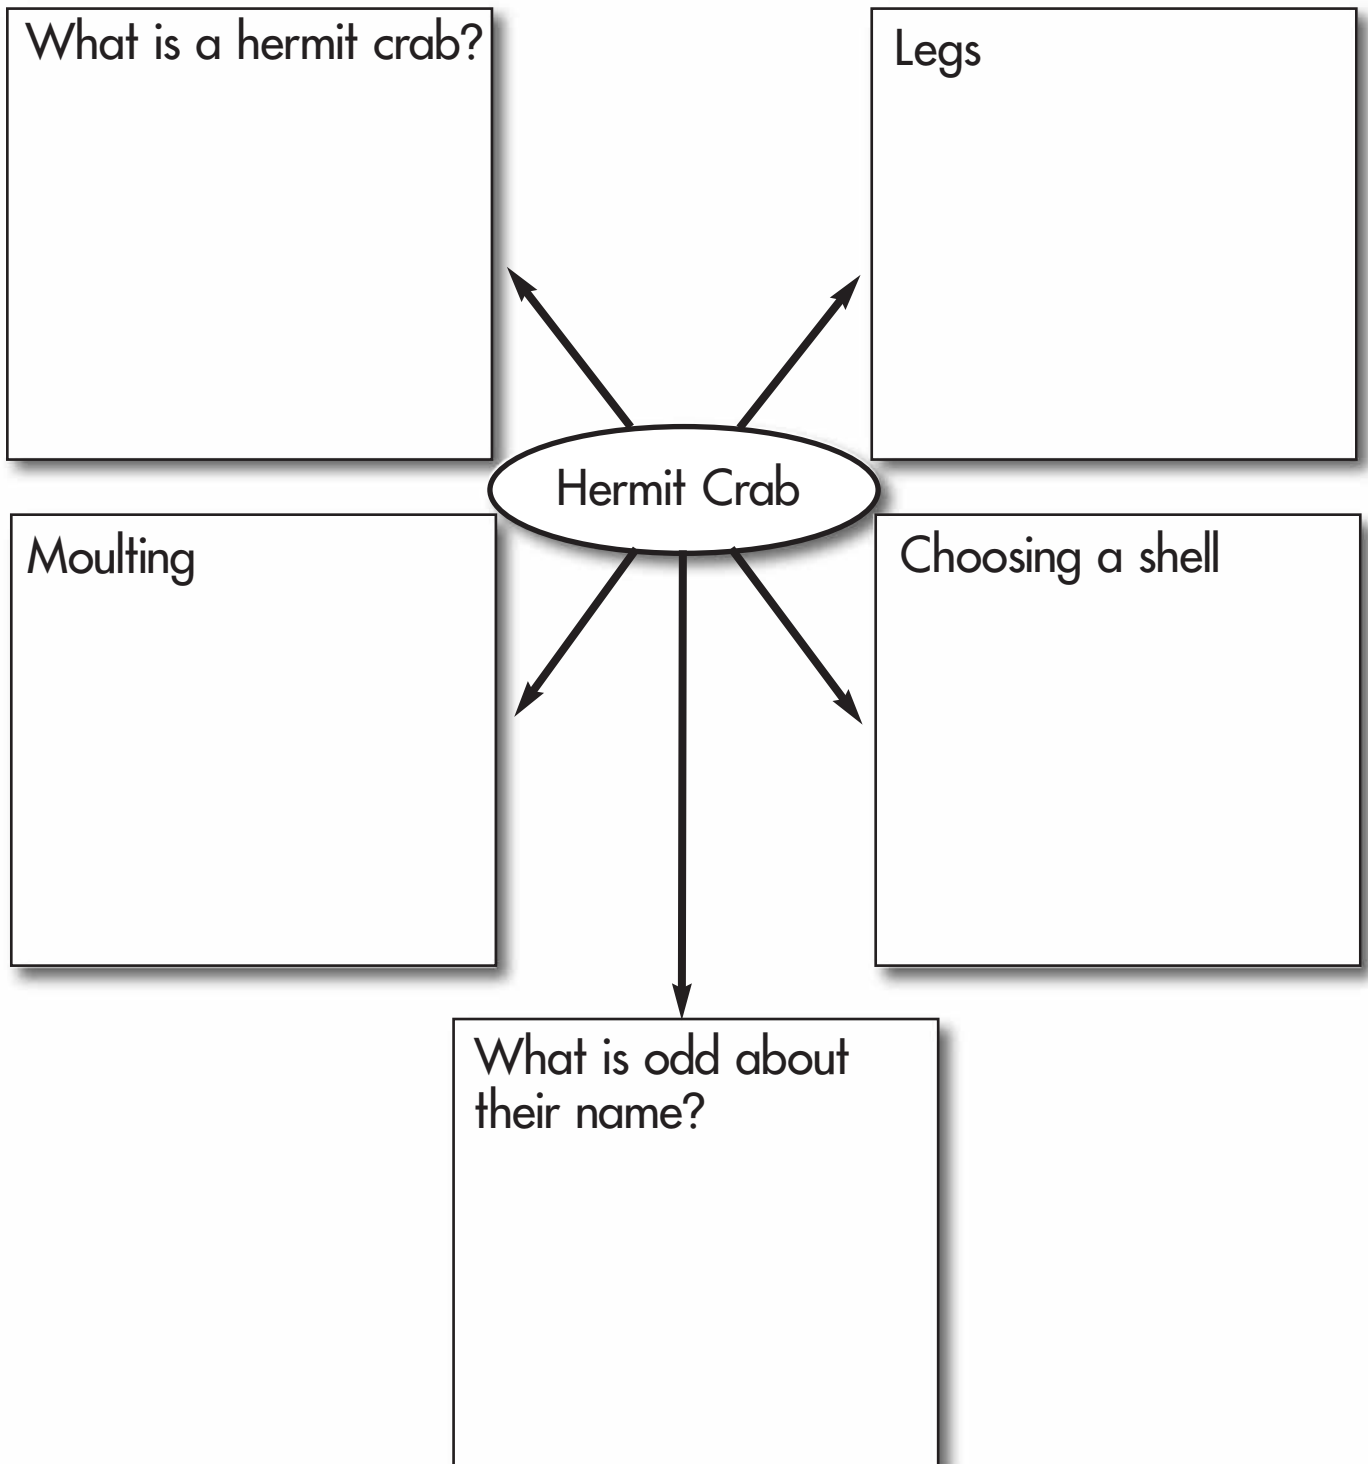 What is a hermit crab?
Legs
Hermit Crab
Moulting
Choosing a shell
What is odd about
their name?